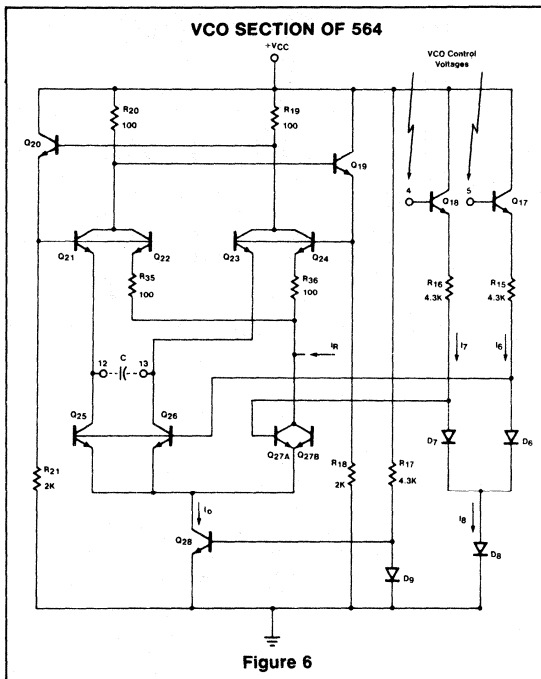 VCO SECTION OF 564
+VCC
VCO Control
Voltages
R20
100
R19
100
Q20
Q19
4
Q18
5
Q17
Q21
Q22
Q23
Q24
R35
100
R36
100
R16
4.3K
R15
4.3K
IR
12
C
13
I7
I6
Q25
Q26
Q27A
Q27B
D7
D6
R21
2K
R18
2K
R17
4.3K
Io
I8
Q28
D9
D8
Figure 6